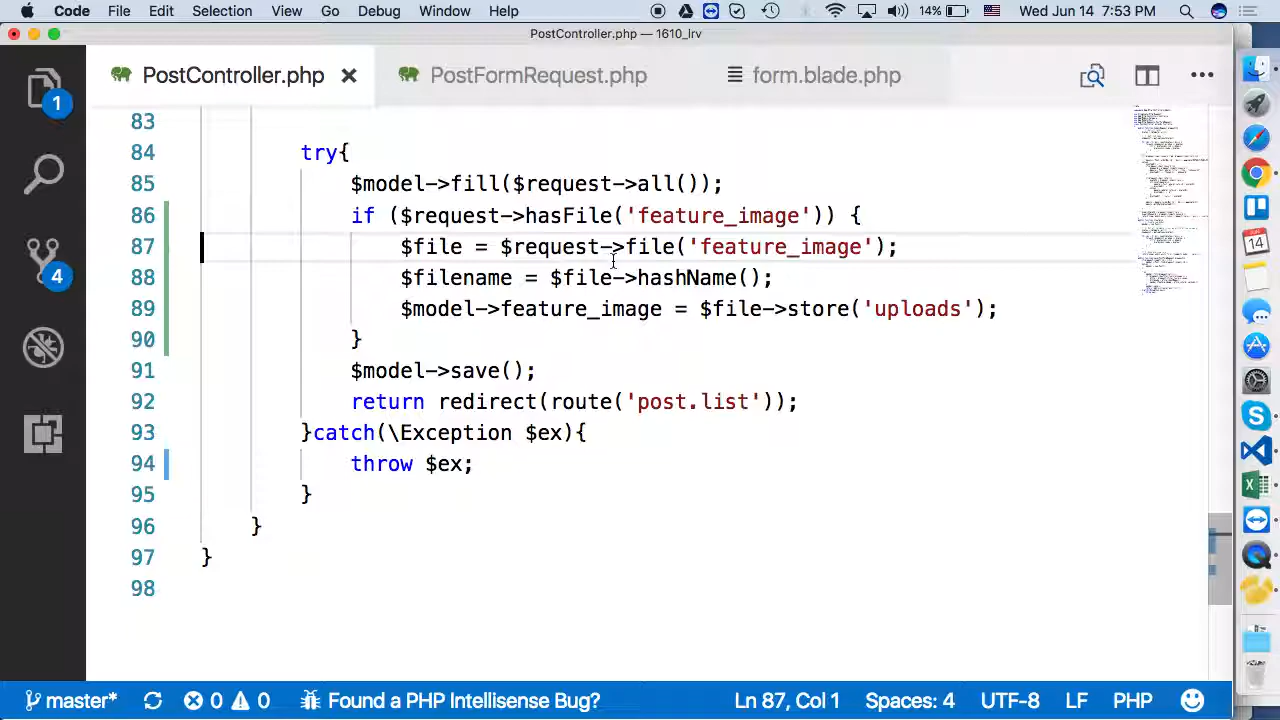 Code File Edit Selection View Go Debug Window Help 14% Wed Jun 14 7:53 PM
PostController.php — 1610_lrv
PostController.php PostFormRequest.php form.blade.php
83
84 try{
85 $model->fill($request->all());
86 if ($request->hasFile('feature_image')) {
87 $file = $request->file('feature_image');
88 $filename = $file->hashName();
89 $model->feature_image = $file->store('uploads');
90 }
91 $model->save();
92 return redirect(route('post.list'));
93 }catch(\Exception $ex){
94 throw $ex;
95 }
96 }
97 }
98
1
4
master* 0 0 Found a PHP Intellisense Bug? Ln 87, Col 1 Spaces: 4 UTF-8 LF PHP